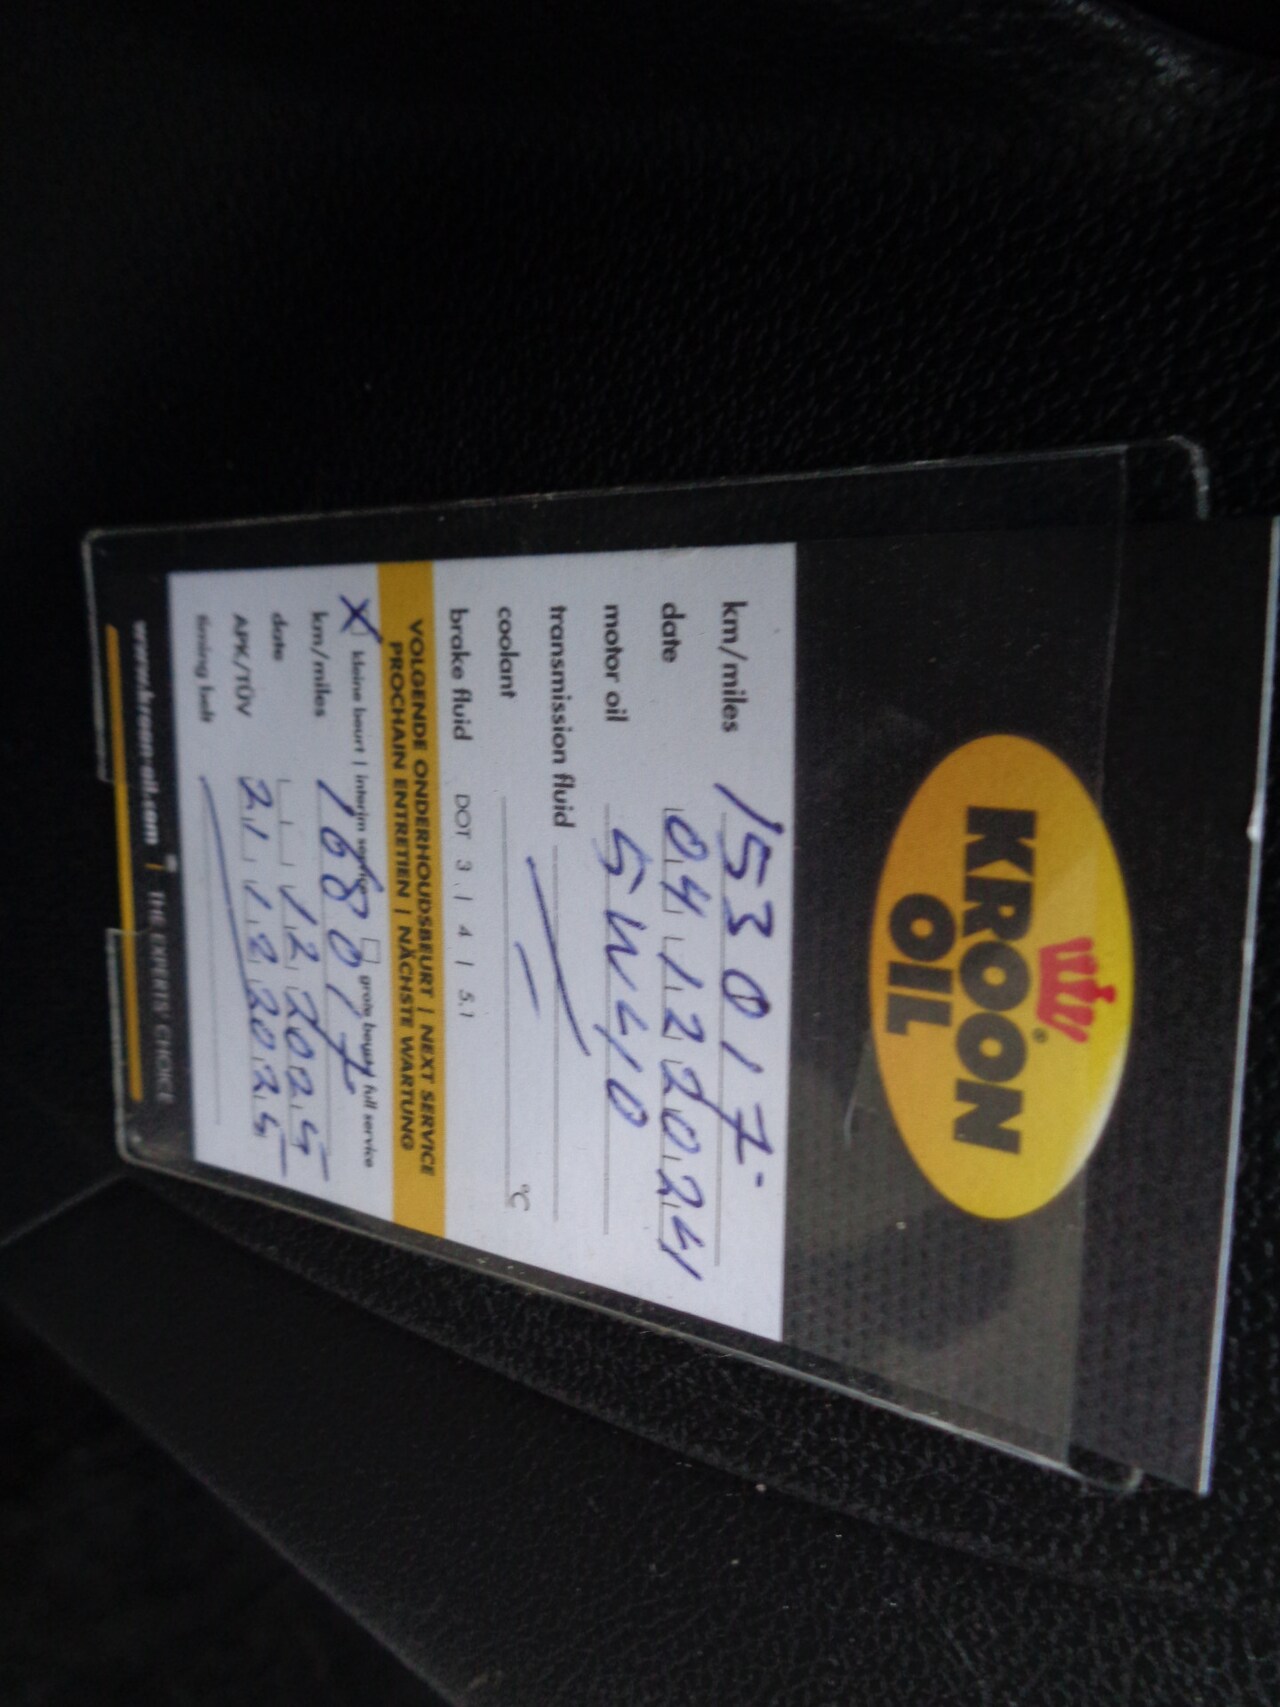 KROON
OIL
km/miles 153017.
date 04 12 2024
motor oil 5W40
transmission fluid
coolant °C
brake fluid DOT 3 | 4 | 5.1
VOLGENDE ONDERHOUDSBEURT | NEXT SERVICE
PROCHAIN ENTRETIEN | NÄCHSTE WARTUNG
X kleine beurt | interim service grote beurt | full service
km/miles 168017
date 12 2025
APK/TÜV 21 12 2025
timing belt
www.kroon-oil.com | THE EXPERTS' CHOICE